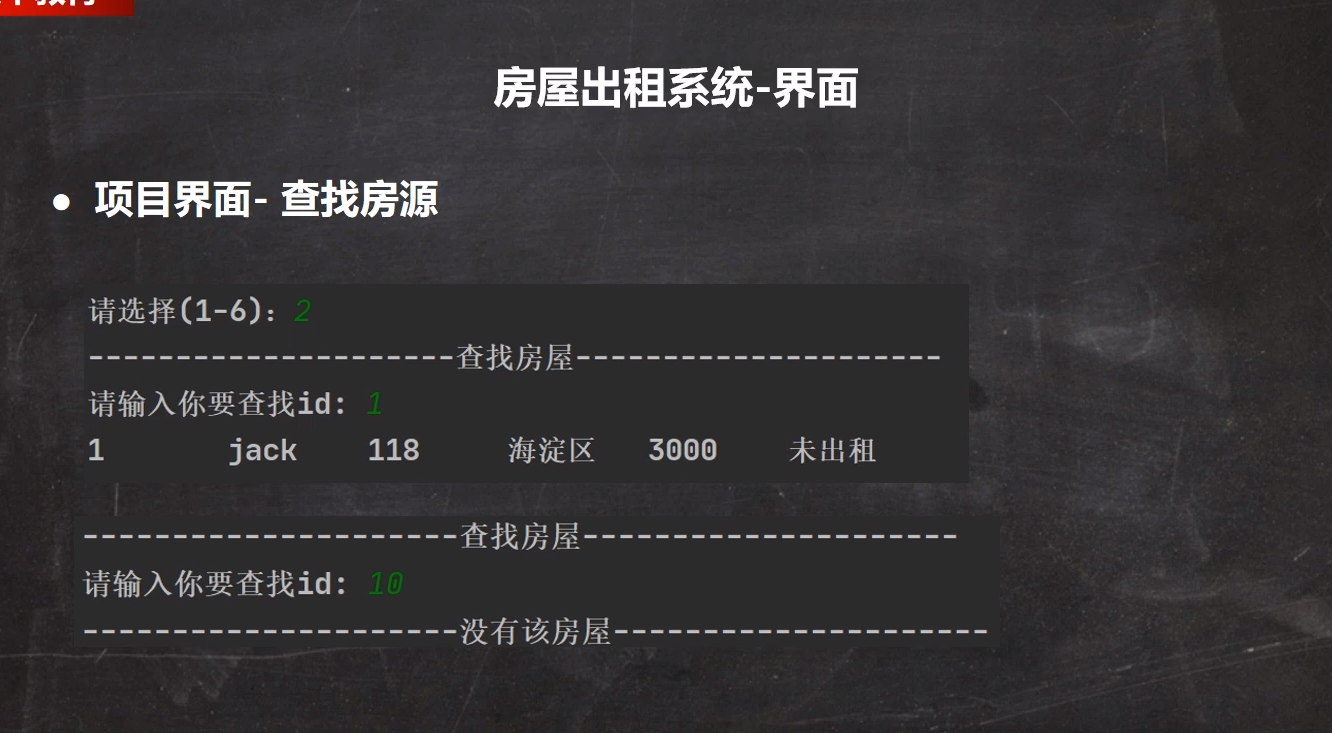 房屋出租系统-界面
● 项目界面- 查找房源
请选择(1-6): 2
---------------------查找房屋---------------------
请输入你要查找id: 1
1 jack 118 海淀区 3000 未出租
---------------------查找房屋---------------------
请输入你要查找id: 10
---------------------没有该房屋---------------------